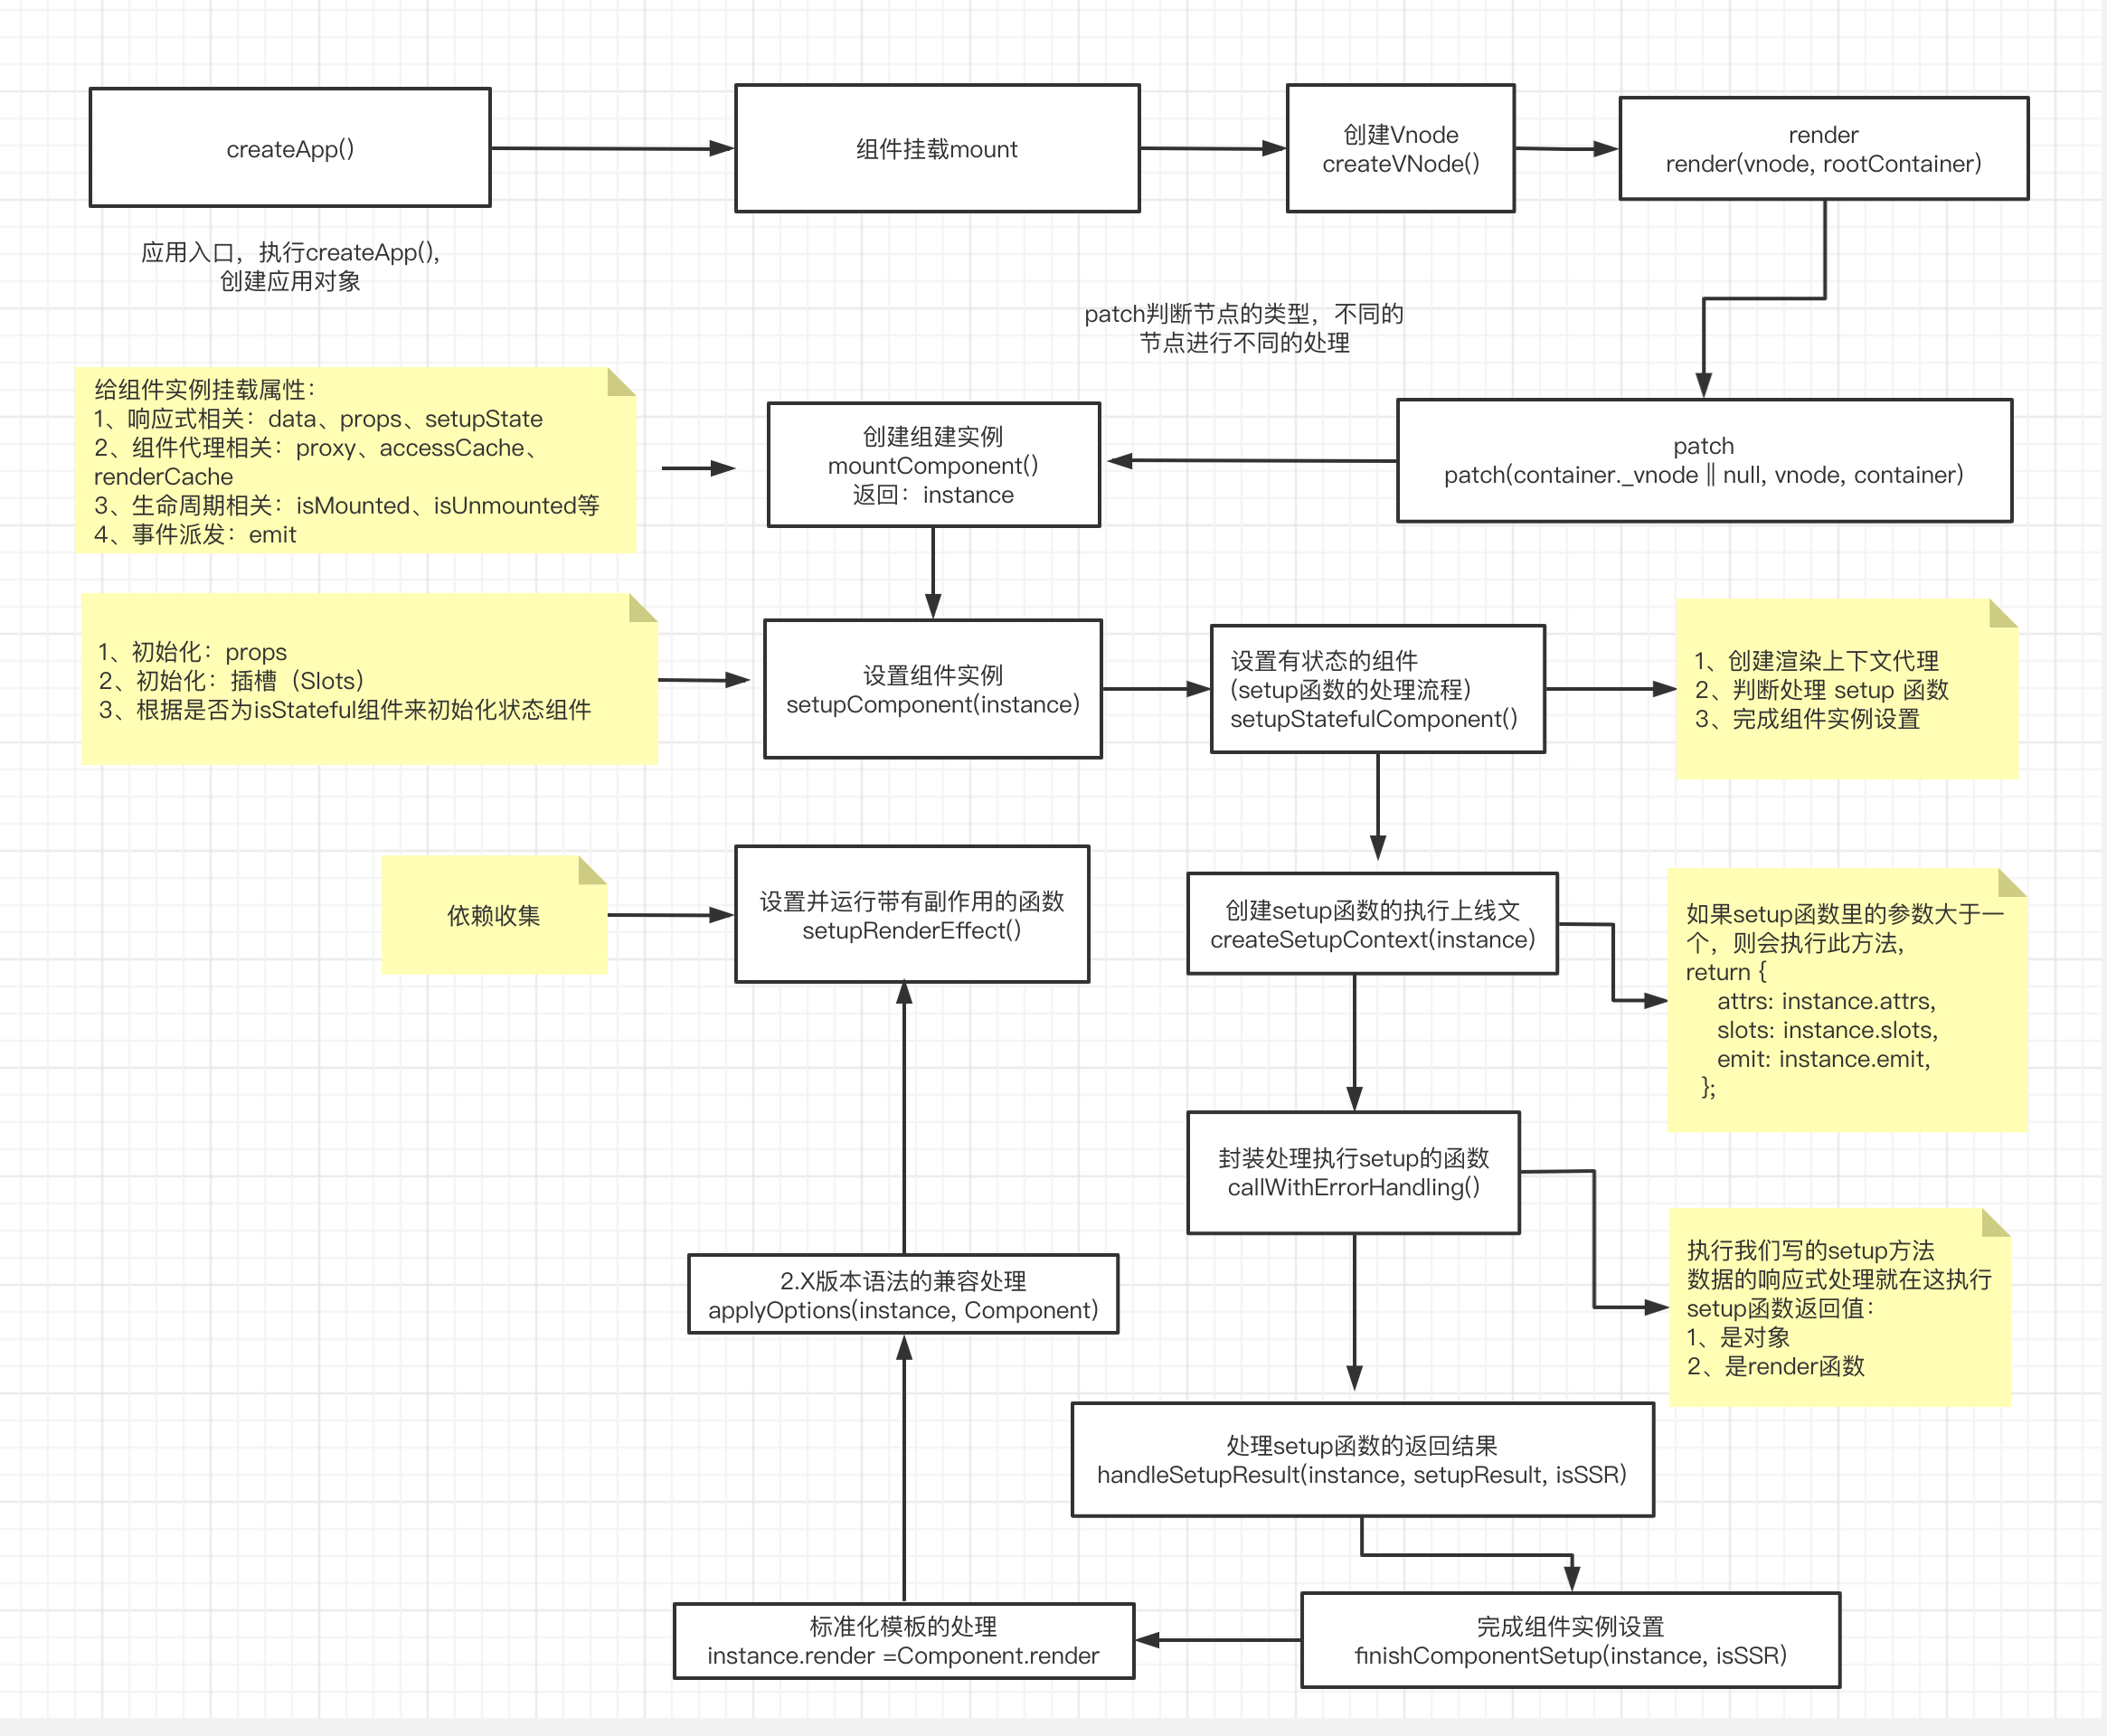 createApp()
组件挂载mount
创建Vnode
createVNode()
render
render(vnode, rootContainer)
应用入口，执行createApp(),
创建应用对象
patch判断节点的类型，不同的
节点进行不同的处理
给组件实例挂载属性：
1、响应式相关：data、props、setupState
2、组件代理相关：proxy、accessCache、
renderCache
3、生命周期相关：isMounted、isUnmounted等
4、事件派发：emit
创建组建实例
mountComponent()
返回：instance
patch
patch(container._vnode || null, vnode, container)
1、初始化：props
2、初始化：插槽（Slots）
3、根据是否为isStateful组件来初始化状态组件
设置组件实例
setupComponent(instance)
设置有状态的组件
(setup函数的处理流程)
setupStatefulComponent()
1、创建渲染上下文代理
2、判断处理 setup 函数
3、完成组件实例设置
依赖收集
设置并运行带有副作用的函数
setupRenderEffect()
创建setup函数的执行上线文
createSetupContext(instance)
如果setup函数里的参数大于一
个，则会执行此方法,
return {
attrs: instance.attrs,
slots: instance.slots,
emit: instance.emit,
};
封装处理执行setup的函数
callWithErrorHandling()
执行我们写的setup方法
数据的响应式处理就在这执行
setup函数返回值：
1、是对象
2、是render函数
2.X版本语法的兼容处理
applyOptions(instance, Component)
处理setup函数的返回结果
handleSetupResult(instance, setupResult, isSSR)
标准化模板的处理
instance.render =Component.render
完成组件实例设置
finishComponentSetup(instance, isSSR)